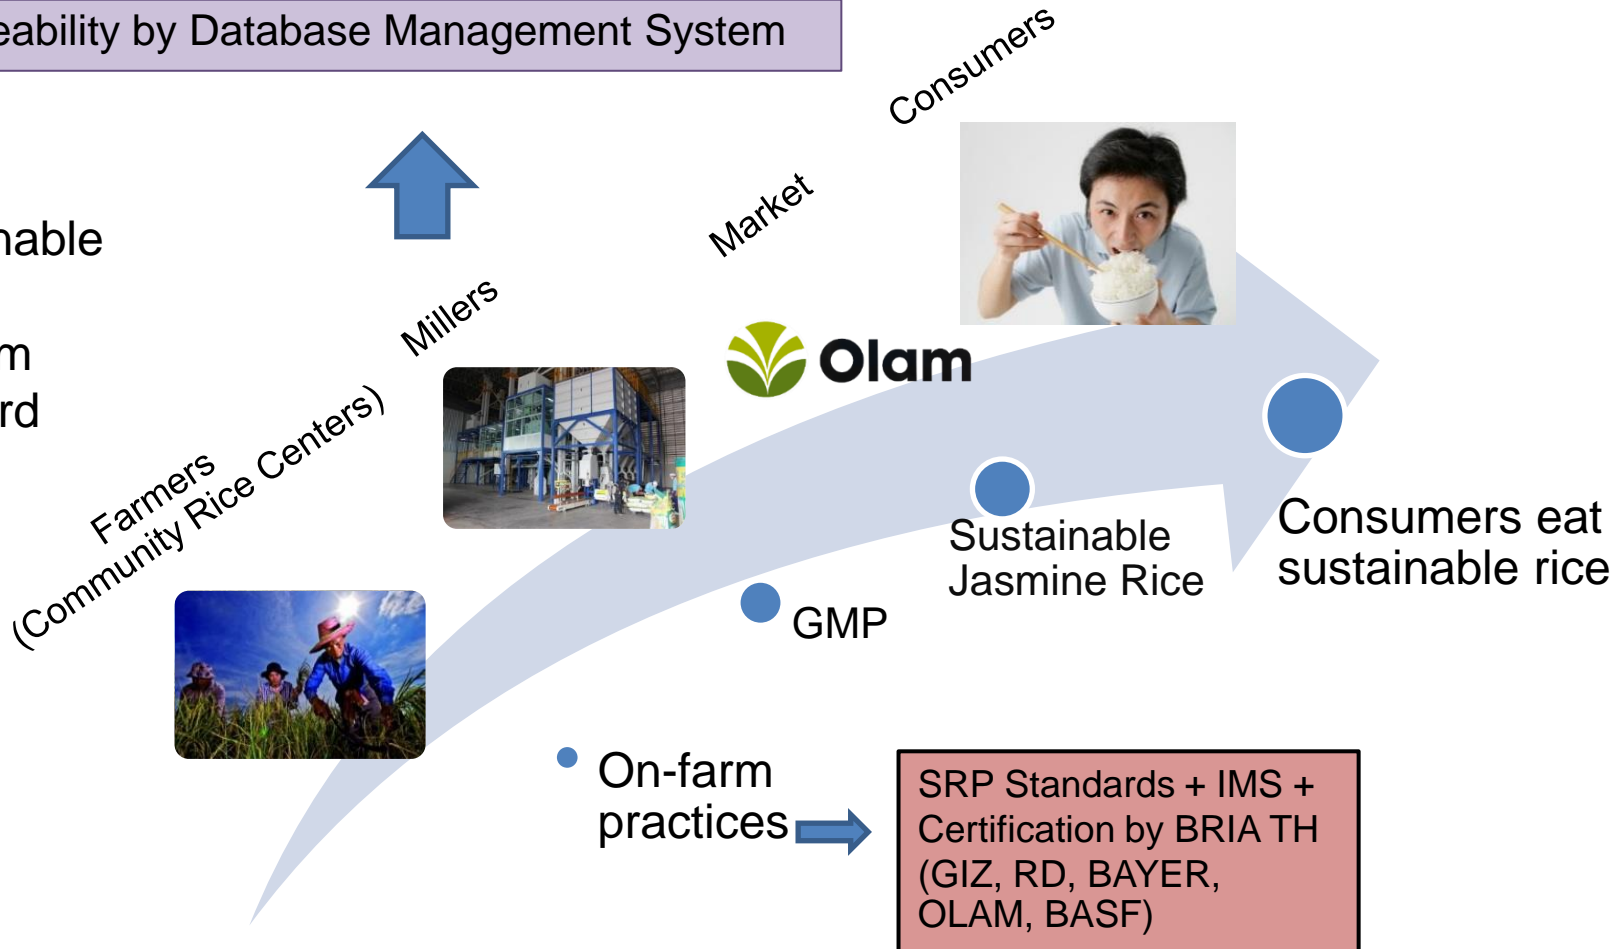 eability by Database Management System
Consumers
Market
nable
Millers
m
rd
Olam
Farmers
(Community Rice Centers)
Sustainable
Jasmine Rice
Consumers eat
sustainable rice
GMP
On-farm
practices
SRP Standards + IMS +
Certification by BRIA TH
(GIZ, RD, BAYER,
OLAM, BASF)